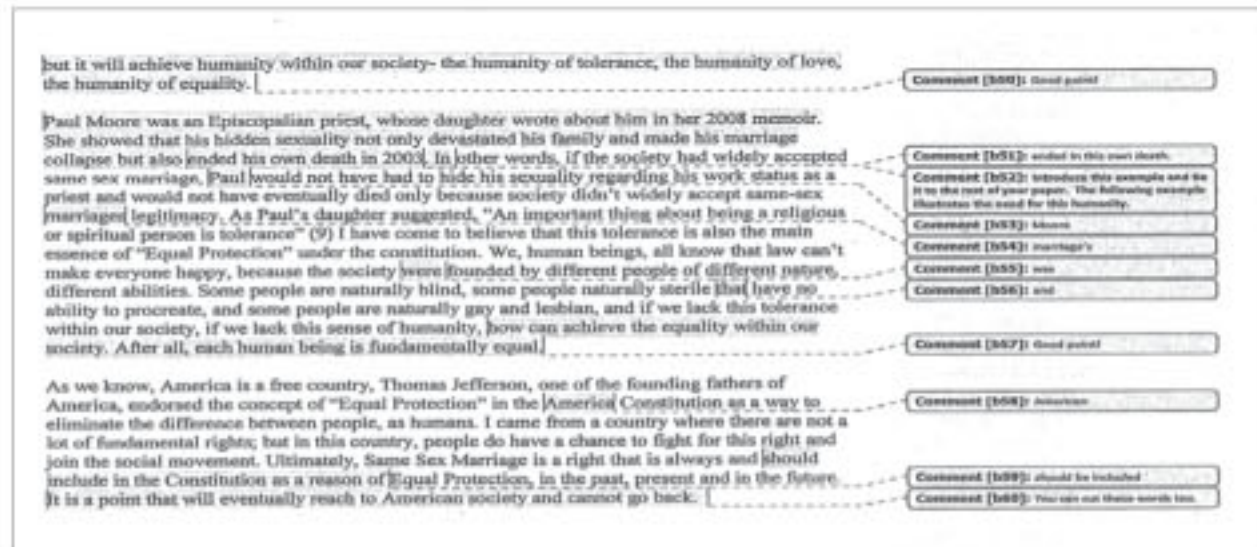 but it will achieve humanity within our society- the humanity of tolerance, the humanity of love,
the humanity of equality.
Comment [b50]: Good point!
Paul Moore was an Episcopalian priest, whose daughter wrote about him in her 2008 memoir.
She showed that his hidden sexuality not only devastated his family and made his marriage
collapse but also ended his own death in 2003. In other words, if the society had widely accepted
same sex marriage, Paul would not have had to hide his sexuality regarding his work status as a
priest and would not have eventually died only because society didn't widely accept same-sex
marriages legitimacy. As Paul's daughter suggested, "An important thing about being a religious
or spiritual person is tolerance" (9) I have come to believe that this tolerance is also the main
essence of "Equal Protection" under the constitution. We, human beings, all know that law can't
make everyone happy, because the society were founded by different people of different nature,
different abilities. Some people are naturally blind, some people naturally sterile that have no
ability to procreate, and some people are naturally gay and lesbian, and if we lack this tolerance
within our society, if we lack this sense of humanity, how can achieve the equality within our
society. After all, each human being is fundamentally equal.
Comment [b51]: ended in this own death.
Comment [b52]: Introduce this example and tie
it to the rest of your paper. The following example
illustrates the need for this humanity.
Comment [b53]: Moore
Comment [b54]: marriage's
Comment [b55]: was
Comment [b56]: and
Comment [b57]: Good point!
As we know, America is a free country, Thomas Jefferson, one of the founding fathers of
America, endorsed the concept of "Equal Protection" in the America Constitution as a way to
eliminate the difference between people, as humans. I came from a country where there are not a
lot of fundamental rights; but in this country, people do have a chance to fight for this right and
join the social movement. Ultimately, Same Sex Marriage is a right that is always and should
include in the Constitution as a reason of Equal Protection, in the past, present and in the future.
It is a point that will eventually reach to American society and cannot go back.
Comment [b58]: American
Comment [b59]: should be included
Comment [b60]: You can cut these words too.